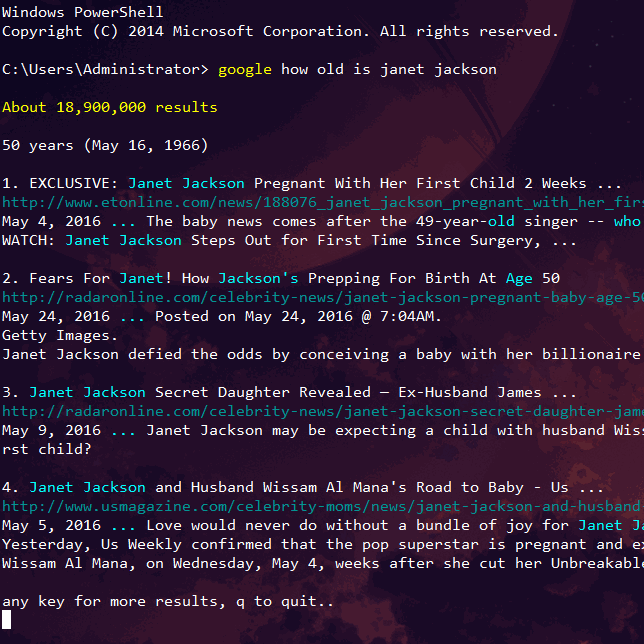 Windows PowerShell
Copyright (C) 2014 Microsoft Corporation. All rights reserved.
C:\Users\Administrator> google how old is janet jackson
About 18,900,000 results
50 years (May 16, 1966)
1. EXCLUSIVE: Janet Jackson Pregnant With Her First Child 2 Weeks ...
http://www.etonline.com/news/188076_janet_jackson_pregnant_with_her_firs
May 4, 2016 ... The baby news comes after the 49-year-old singer -- who
WATCH: Janet Jackson Steps Out for First Time Since Surgery, ...
2. Fears For Janet! How Jackson's Prepping For Birth At Age 50
http://radaronline.com/celebrity-news/janet-jackson-pregnant-baby-age-50
May 24, 2016 ... Posted on May 24, 2016 @ 7:04AM.
Getty Images.
Janet Jackson defied the odds by conceiving a baby with her billionaire
3. Janet Jackson Secret Daughter Revealed — Ex-Husband James ...
http://radaronline.com/celebrity-news/janet-jackson-secret-daughter-jame
May 9, 2016 ... Janet Jackson may be expecting a child with husband Wiss
rst child?
4. Janet Jackson and Husband Wissam Al Mana's Road to Baby - Us ...
http://www.usmagazine.com/celebrity-moms/news/janet-jackson-and-husband-
May 5, 2016 ... Love would never do without a bundle of joy for Janet Ja
Yesterday, Us Weekly confirmed that the pop superstar is pregnant and ex
Wissam Al Mana, on Wednesday, May 4, weeks after she cut her Unbreakable
any key for more results, q to quit..